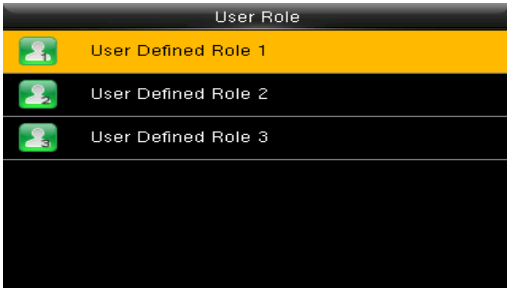 User Role
User Defined Role 1
User Defined Role 2
User Defined Role 3